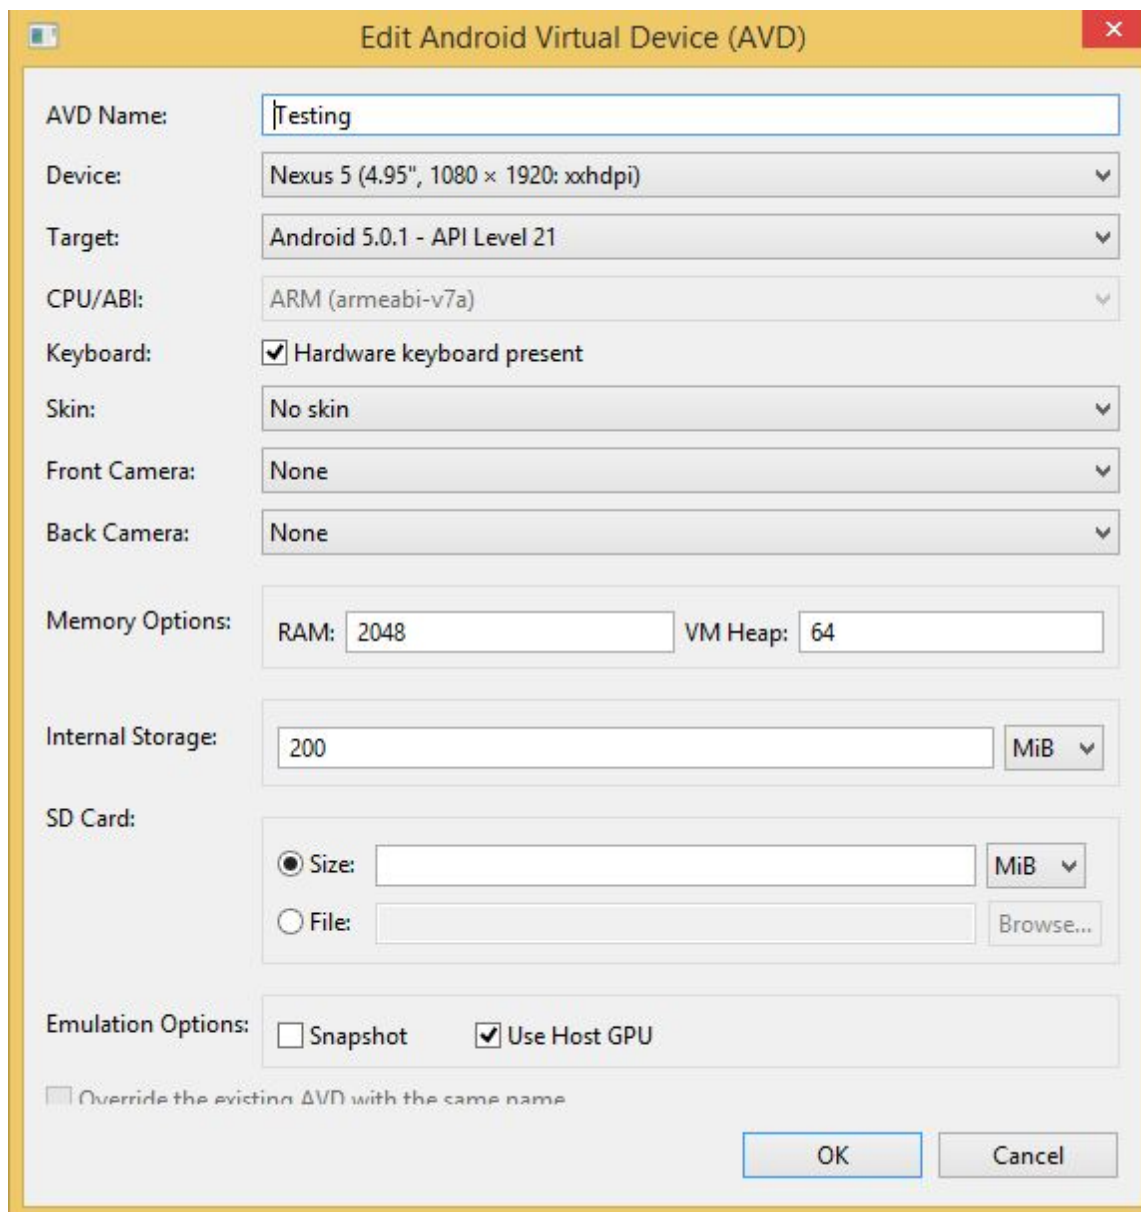 Edit Android Virtual Device (AVD)
AVD Name: Testing
Device: Nexus 5 (4.95", 1080 × 1920: xxhdpi)
Target: Android 5.0.1 - API Level 21
CPU/ABI: ARM (armeabi-v7a)
Keyboard: Hardware keyboard present
Skin: No skin
Front Camera: None
Back Camera: None
Memory Options: RAM: 2048 VM Heap: 64
Internal Storage: 200 MiB
SD Card:
Size: MiB
File: Browse...
Emulation Options: Snapshot Use Host GPU
Override the existing AVD with the same name
OK Cancel